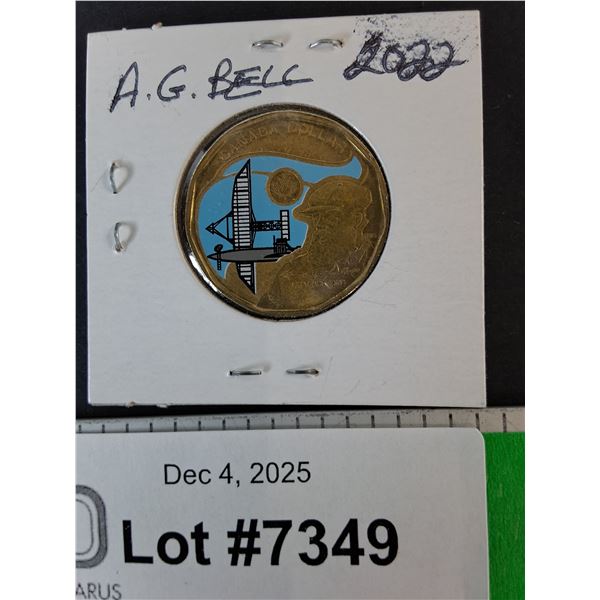 A.G. BELL 2022
CANADA DOLLAR
Dec 4, 2025
Lot #7349
ARUS